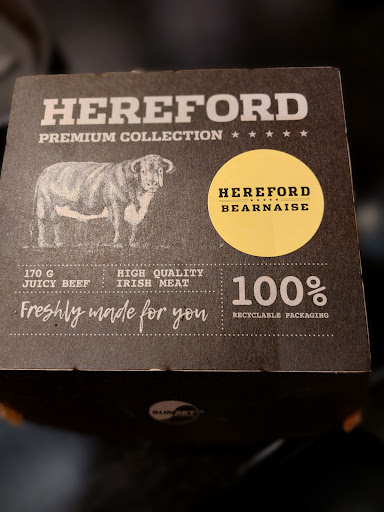 HEREFORD
PREMIUM COLLECTION
HEREFORD
BEARNAISE
170 G
JUICY BEEF
HIGH QUALITY
IRISH MEAT
Freshly made for you
100%
RECYCLABLE PACKAGING
SUNSET